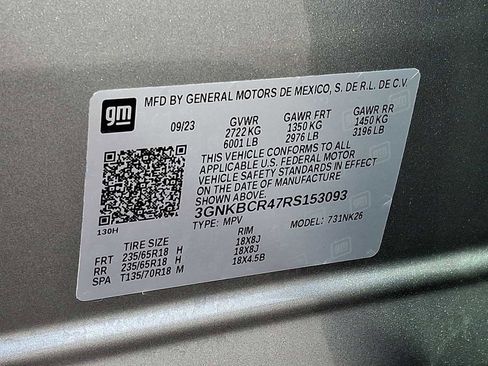 gm
MFD BY GENERAL MOTORS DE MEXICO, S. DE R.L. DE C.V.
09/23 GVWR GAWR FRT GAWR RR
2722 KG 1350 KG 1450 KG
6001 LB 2976 LB 3196 LB
THIS VEHICLE CONFORMS TO ALL
APPLICABLE U.S. FEDERAL MOTOR
VEHICLE SAFETY STANDARDS IN EFFECT
ON THE DATE OF MANUFACTURE
SHOWN ABOVE.
3GNKBCR47RS153093
TYPE: MPV MODEL: 731NK26
130H
TIRE SIZE RIM
FRT 235/65R18 H 18X8J
RR 235/65R18 H 18X8J
SPA T135/70R18 M 18X4.5B